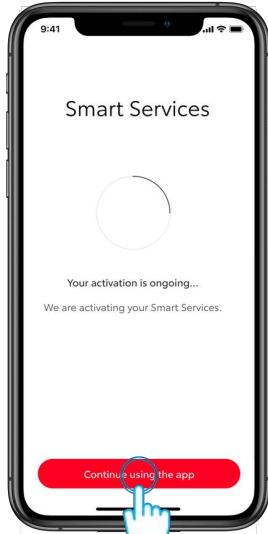 9:41
Smart Services
Your activation is ongoing...
We are activating your Smart Services.
Continue using the app